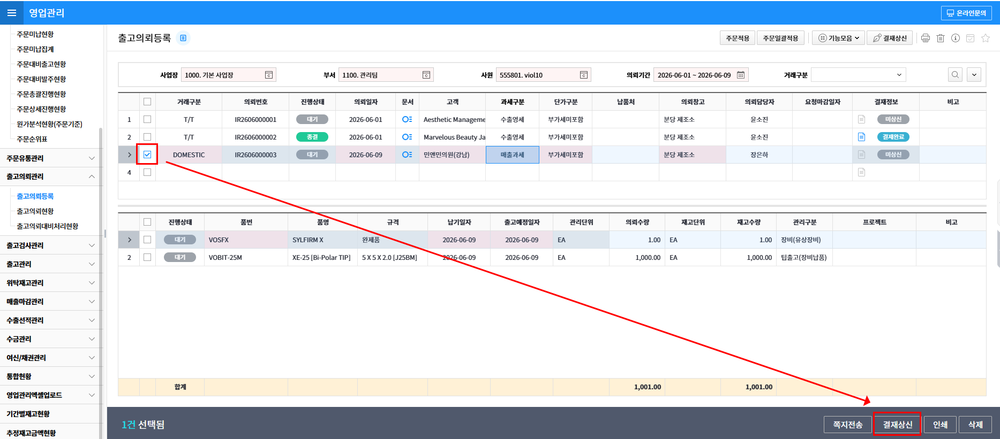 영업관리
온라인문의
주문미납현황
주문미납집계
주문대비출고현황
주문대비발주현황
주문총괄진행현황
주문상세진행현황
원가분석현황(주문기준)
주문순위표
주문유통관리
출고의뢰관리
출고의뢰등록
출고의뢰현황
출고의뢰대비처리현황
출고검사관리
출고관리
위탁재고관리
매출마감관리
수출선적관리
수금관리
여신/채권관리
통합현황
영업관리엑셀업로드
기간별재고현황
추정재고금액현황
출고의뢰등록
주문적용 주문일괄적용 기능모음 결재상신
사업장 1000. 기본 사업장 부서 1100. 관리팀 사원 555801. viol10 의뢰기간 2026-06-01 ~ 2026-06-09 거래구분
거래구분 의뢰번호 진행상태 의뢰일자 문서 고객 과세구분 단가구분 납품처 의뢰창고 의뢰담당자 요청마감일자 결재정보 비고
1 T/T IR2606000001 대기 2026-06-01 Aesthetic Manageme 수출영세 부가세미포함 분당 제조소 윤소진 미상신
2 T/T IR2606000002 종결 2026-06-01 Marvelous Beauty Ja 수출영세 부가세미포함 분당 제조소 윤소진 결재완료
DOMESTIC IR2606000003 대기 2026-06-09 민앤민의원(강남) 매출과세 부가세미포함 분당 제조소 장은하 미상신
4
진행상태 품번 품명 규격 납기일자 출고예정일자 관리단위 의뢰수량 재고단위 재고수량 관리구분 프로젝트 비고
대기 VOSFX SYLFIRM X 완제품 2026-06-09 2026-06-09 EA 1.00 EA 1.00 장비(유상장비)
2 대기 VOBIT-25M XE-25 [Bi-Polar TIP] 5 X 5 X 2.0 [J25BM] 2026-06-09 2026-06-09 EA 1,000.00 EA 1,000.00 팁출고(장비납품)
합계 1,001.00 1,001.00
1건 선택됨
쪽지전송 결재상신 인쇄 삭제